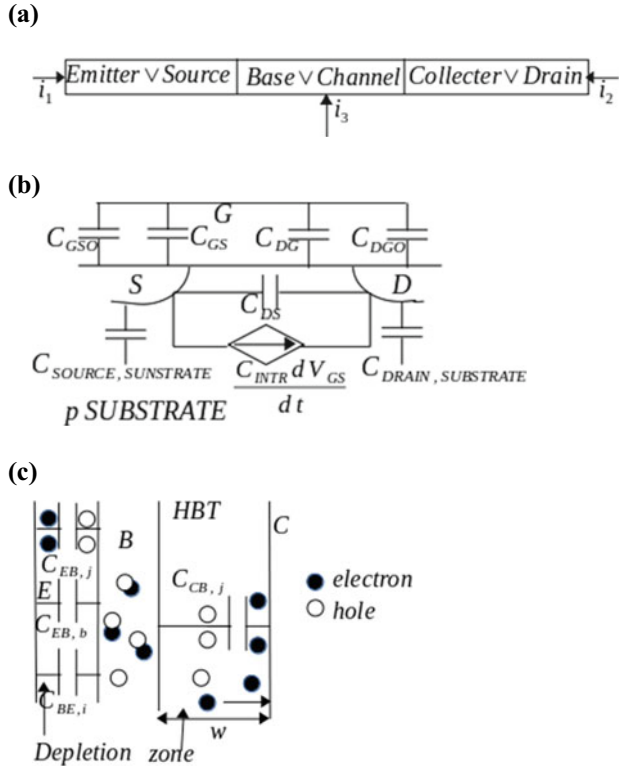 (a)
Emitter∨Source Base∨Channel Collecter∨Drain
i1 i3 i2
(b)
G
CGSO CGS CDG CDGO
S D
CDS
CSOURCE, SUNSTRATE CINTR dVGS CDRAIN, SUBSTRATE
dt
p SUBSTRATE
(c)
HBT
B C
CEB,j CCB,j electron
E hole
CEB,b
CBE,i
w
Depletion zone